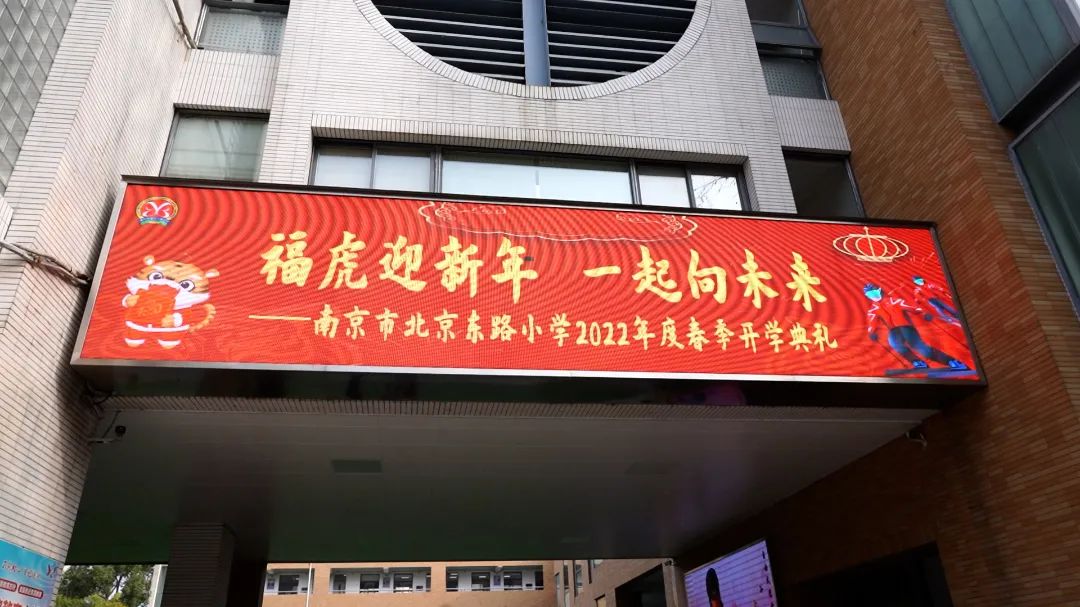 福虎迎新年 一起向未来
——南京市北京东路小学2022年度春季开学典礼